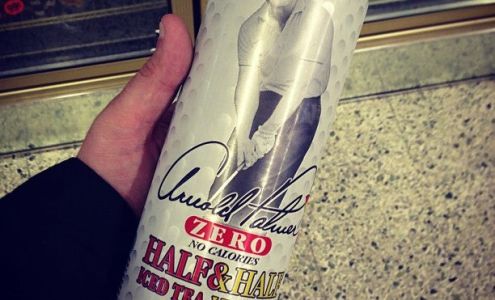 Arnold Palmer
ZERO
NO CALORIES
HALF & HALF
ICED TEA